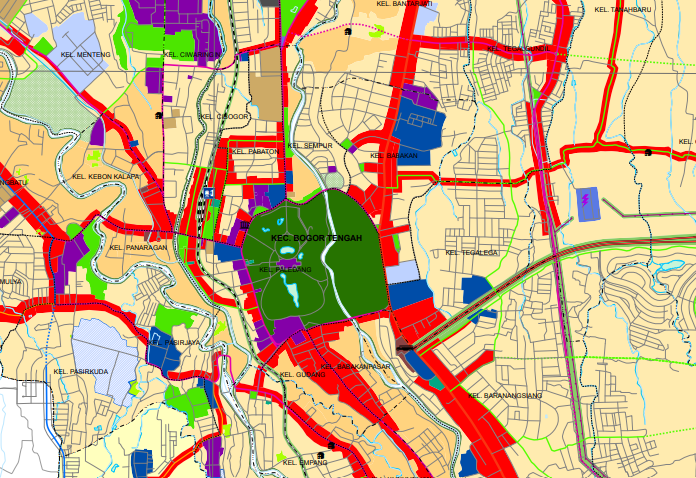 KEL. BANTARJATI
KEL. TANAHBARU
KEL. MENTENG
KEL. CIWARINGIN
KEL. TEGALGUNDIL
KEL. CIBOGOR
KEL. PABATON
KEL. SEMPUR
KEL. BABAKAN
KEL. KEBON KALAPA
KEC. BOGOR TENGAH
KEL. PANARAGAN
KEL. TEGALEGA
KEL. PALEDANG
MULYA
KEL. PASIRJAYA
KEL. PASIRKUDA
KEL. BABAKANPASAR
KEL. GUDANG
KEL. BARANANGSIANG
KEL. EMPANG